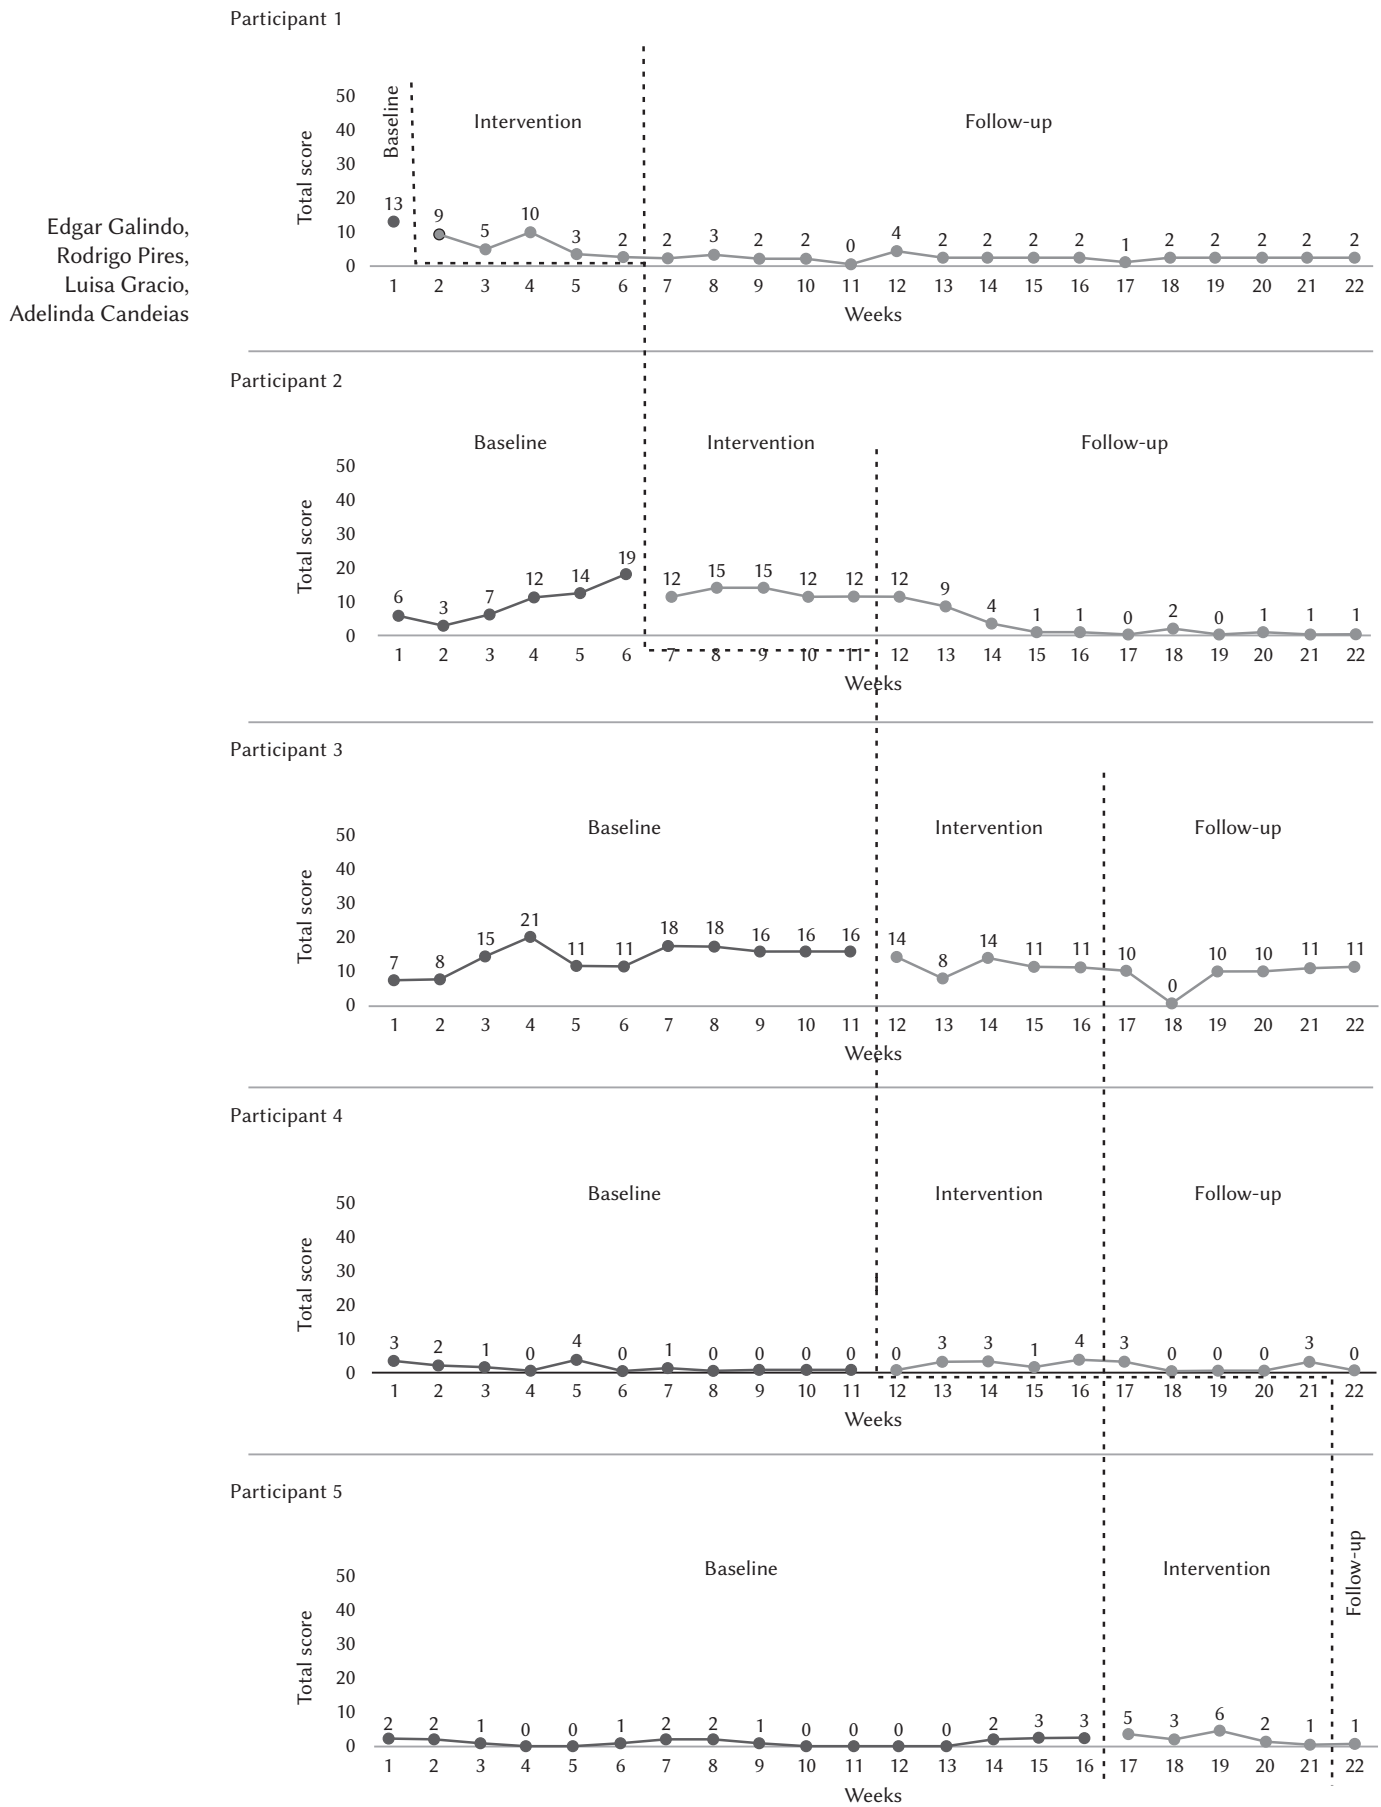 Edgar Galindo,
Rodrigo Pires,
Luisa Gracio,
Adelinda Candeias
Participant 1
Baseline
Intervention
Follow-up
Total score
50
40
30
20
10
0
13 9 5 10 3 2 2 3 2 2 0 4 2 2 2 2 1 2 2 2 2 2
1 2 3 4 5 6 7 8 9 10 11 12 13 14 15 16 17 18 19 20 21 22
Weeks
Participant 2
Baseline Intervention Follow-up
Total score
50
40
30
20
10
0
6 3 7 12 14 19 12 15 15 12 12 12 9 4 1 1 0 2 0 1 1 1
1 2 3 4 5 6 7 8 9 10 11 12 13 14 15 16 17 18 19 20 21 22
Weeks
Participant 3
Baseline Intervention Follow-up
Total score
50
40
30
20
10
0
7 8 15 21 11 11 18 18 16 16 16 14 8 14 11 11 10 0 10 10 11 11
1 2 3 4 5 6 7 8 9 10 11 12 13 14 15 16 17 18 19 20 21 22
Weeks
Participant 4
Baseline Intervention Follow-up
Total score
50
40
30
20
10
0
3 2 1 0 4 0 1 0 0 0 0 0 3 3 1 4 3 0 0 0 3 0
1 2 3 4 5 6 7 8 9 10 11 12 13 14 15 16 17 18 19 20 21 22
Weeks
Participant 5
Baseline Intervention
Follow-up
Total score
50
40
30
20
10
0
2 2 1 0 0 1 2 2 1 0 0 0 0 2 3 3 5 3 6 2 1 1
1 2 3 4 5 6 7 8 9 10 11 12 13 14 15 16 17 18 19 20 21 22
Weeks